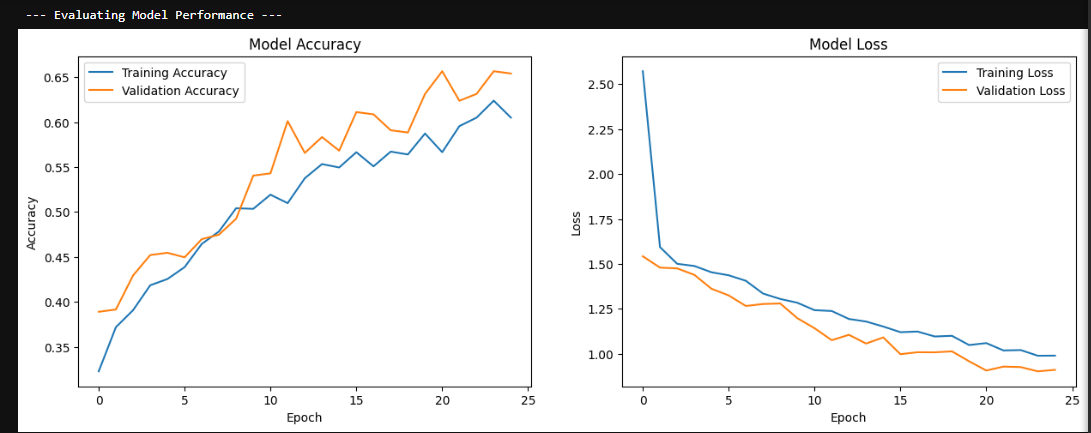 --- Evaluating Model Performance ---
Model Accuracy
Training Accuracy
Validation Accuracy
0.65
0.60
0.55
0.50
0.45
0.40
0.35
Accuracy
0 5 10 15 20 25
Epoch
Model Loss
Training Loss
Validation Loss
2.50
2.25
2.00
1.75
1.50
1.25
1.00
Loss
0 5 10 15 20 25
Epoch